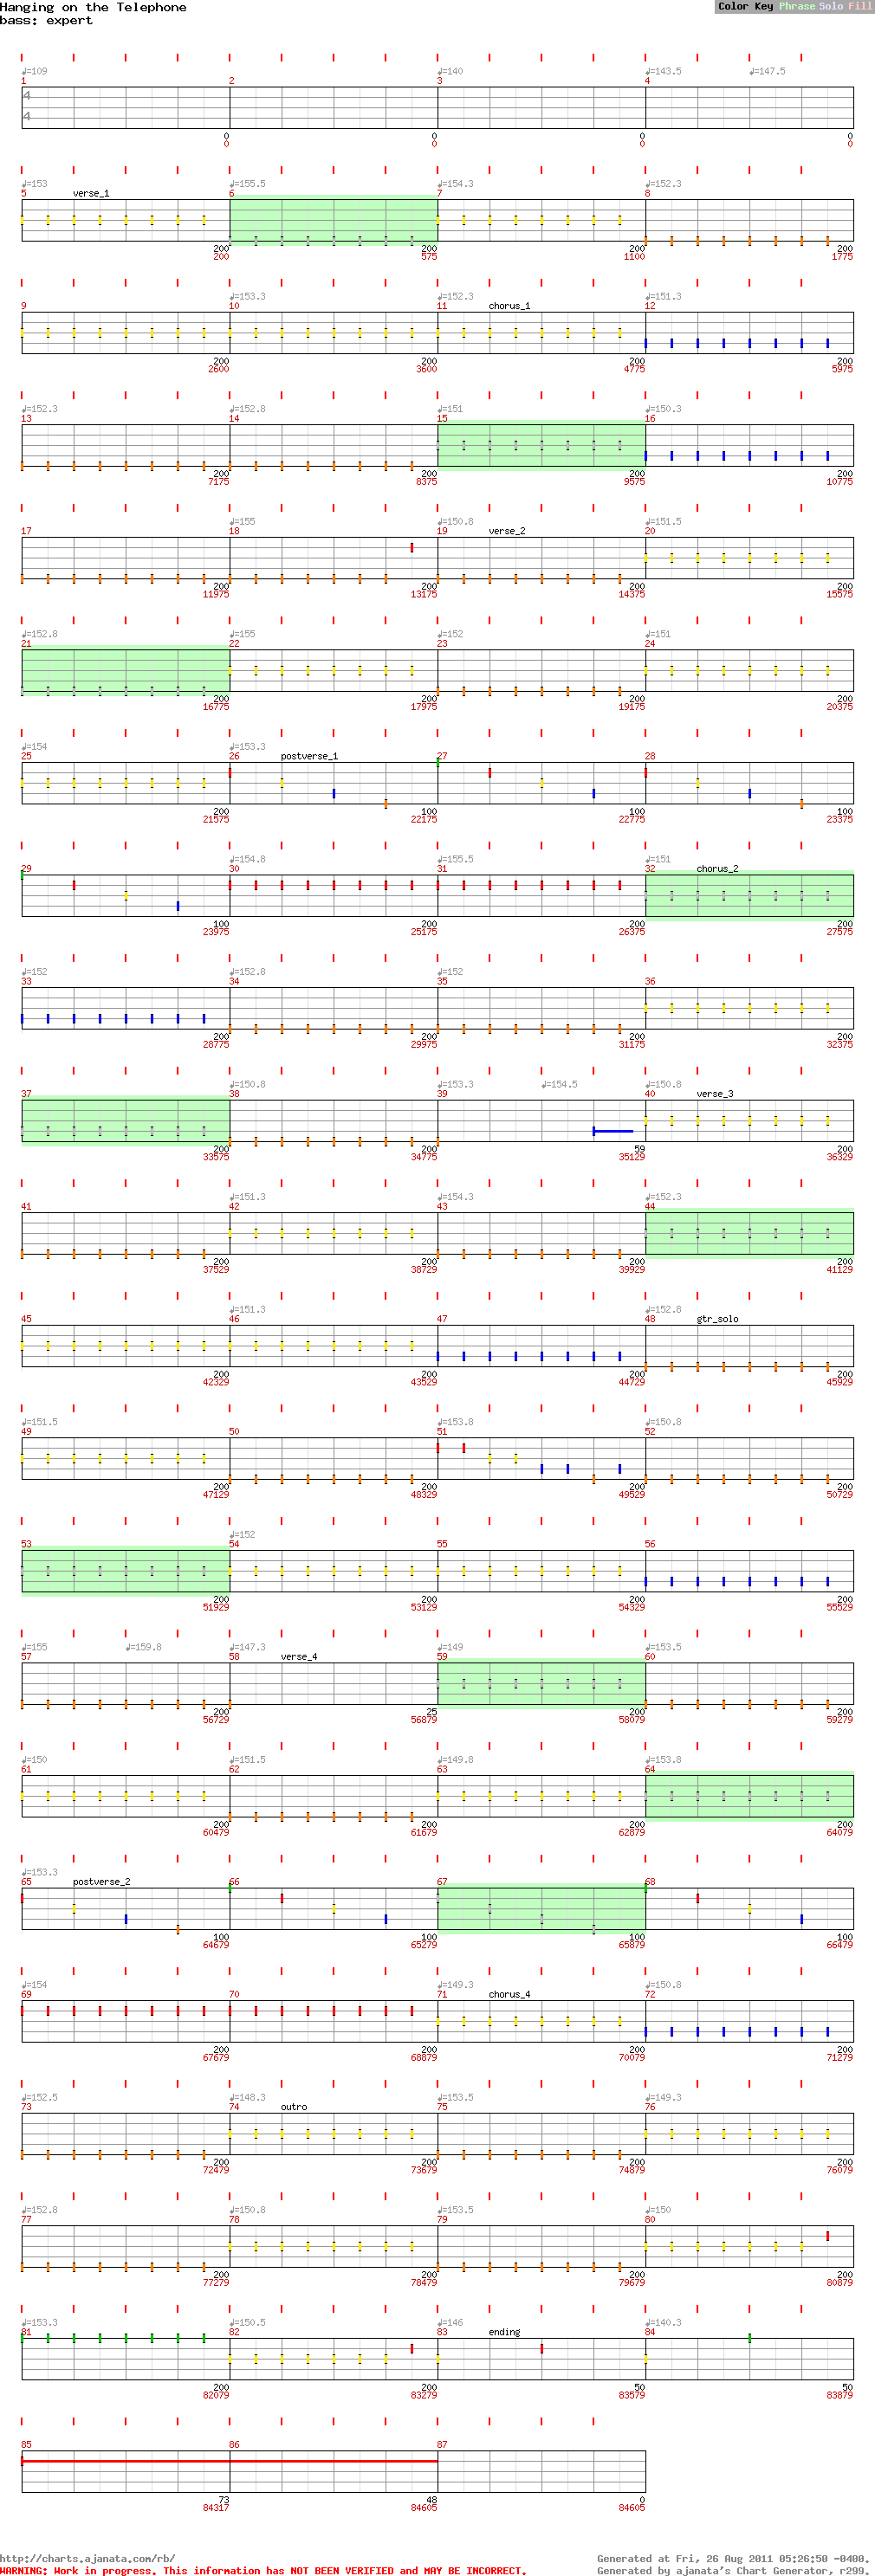 Hanging on the Telephone
bass: expert
Color Key Phrase Solo Fill
♩=109 ♩=140 ♩=143.5 ♩=147.5
1 2 3 4
4
4
0 0 0 0
0 0 0 0
♩=153 ♩=155.5 ♩=154.3 ♩=152.3
5 verse_1 6 7 8
200 200 200 200
200 575 1100 1775
♩=153.3 ♩=152.3 ♩=151.3
9 10 11 chorus_1 12
200 200 200 200
2600 3600 4775 5975
♩=152.3 ♩=152.8 ♩=151 ♩=150.3
13 14 15 16
200 200 200 200
7175 8375 9575 10775
♩=155 ♩=150.8 ♩=151.5
17 18 19 verse_2 20
200 200 200 200
11975 13175 14375 15575
♩=152.8 ♩=155 ♩=152 ♩=151
21 22 23 24
200 200 200 200
16775 17975 19175 20375
♩=154 ♩=153.3
25 26 postverse_1 27 28
200 100 100 100
21575 22175 22775 23375
♩=154.8 ♩=155.5 ♩=151
29 30 31 32 chorus_2
100 200 200 200
23975 25175 26375 27575
♩=152 ♩=152.8 ♩=152
33 34 35 36
200 200 200 200
28775 29975 31175 32375
♩=150.8 ♩=153.3 ♩=154.5 ♩=150.8
37 38 39 40 verse_3
200 200 59 200
33575 34775 35129 36329
♩=151.3 ♩=154.3 ♩=152.3
41 42 43 44
200 200 200 200
37529 38729 39929 41129
♩=151.3 ♩=152.8
45 46 47 48 gtr_solo
200 200 200 200
42329 43529 44729 45929
♩=151.5 ♩=153.8 ♩=150.8
49 50 51 52
200 200 200 200
47129 48329 49529 50729
♩=152
53 54 55 56
200 200 200 200
51929 53129 54329 55529
♩=155 ♩=159.8 ♩=147.3 ♩=149 ♩=153.5
57 58 verse_4 59 60
200 25 200 200
56729 56879 58079 59279
♩=150 ♩=151.5 ♩=149.8 ♩=153.8
61 62 63 64
200 200 200 200
60479 61679 62879 64079
♩=153.3
65 postverse_2 66 67 68
100 100 100 100
64679 65279 65879 66479
♩=154 ♩=149.3 ♩=150.8
69 70 71 chorus_4 72
200 200 200 200
67679 68879 70079 71279
♩=152.5 ♩=148.3 ♩=153.5 ♩=149.3
73 74 outro 75 76
200 200 200 200
72479 73679 74879 76079
♩=152.8 ♩=150.8 ♩=153.5 ♩=150
77 78 79 80
200 200 200 200
77279 78479 79679 80879
♩=153.3 ♩=150.5 ♩=146 ♩=140.3
81 82 83 ending 84
200 200 50 50
82079 83279 83579 83879
85 86 87
73 48 0
84317 84605 84605
http://charts.ajanata.com/rb/ Generated at Fri, 26 Aug 2011 05:26:50 -0400.
WARNING: Work in progress. This information has NOT BEEN VERIFIED and MAY BE INCORRECT. Generated by ajanata's Chart Generator, r299.